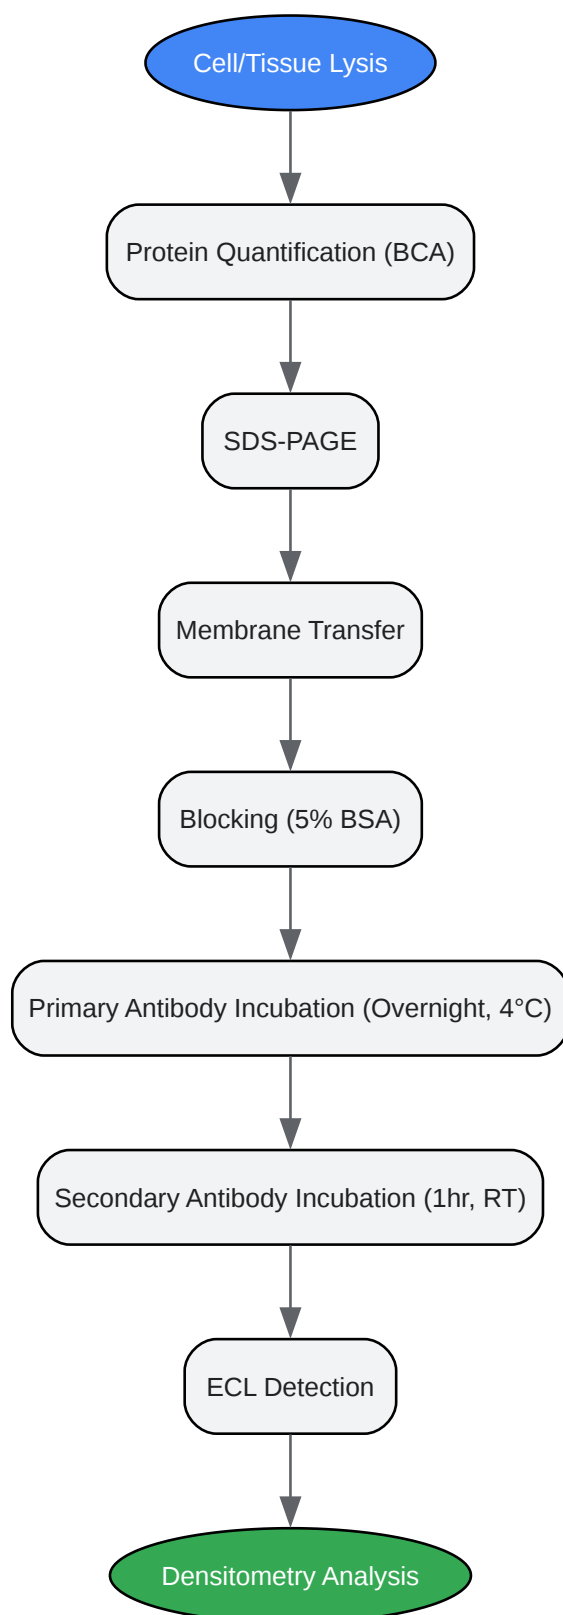 Cell/Tissue Lysis
Protein Quantification (BCA)
SDS-PAGE
Membrane Transfer
Blocking (5% BSA)
Primary Antibody Incubation (Overnight, 4°C)
Secondary Antibody Incubation (1hr, RT)
ECL Detection
Densitometry Analysis